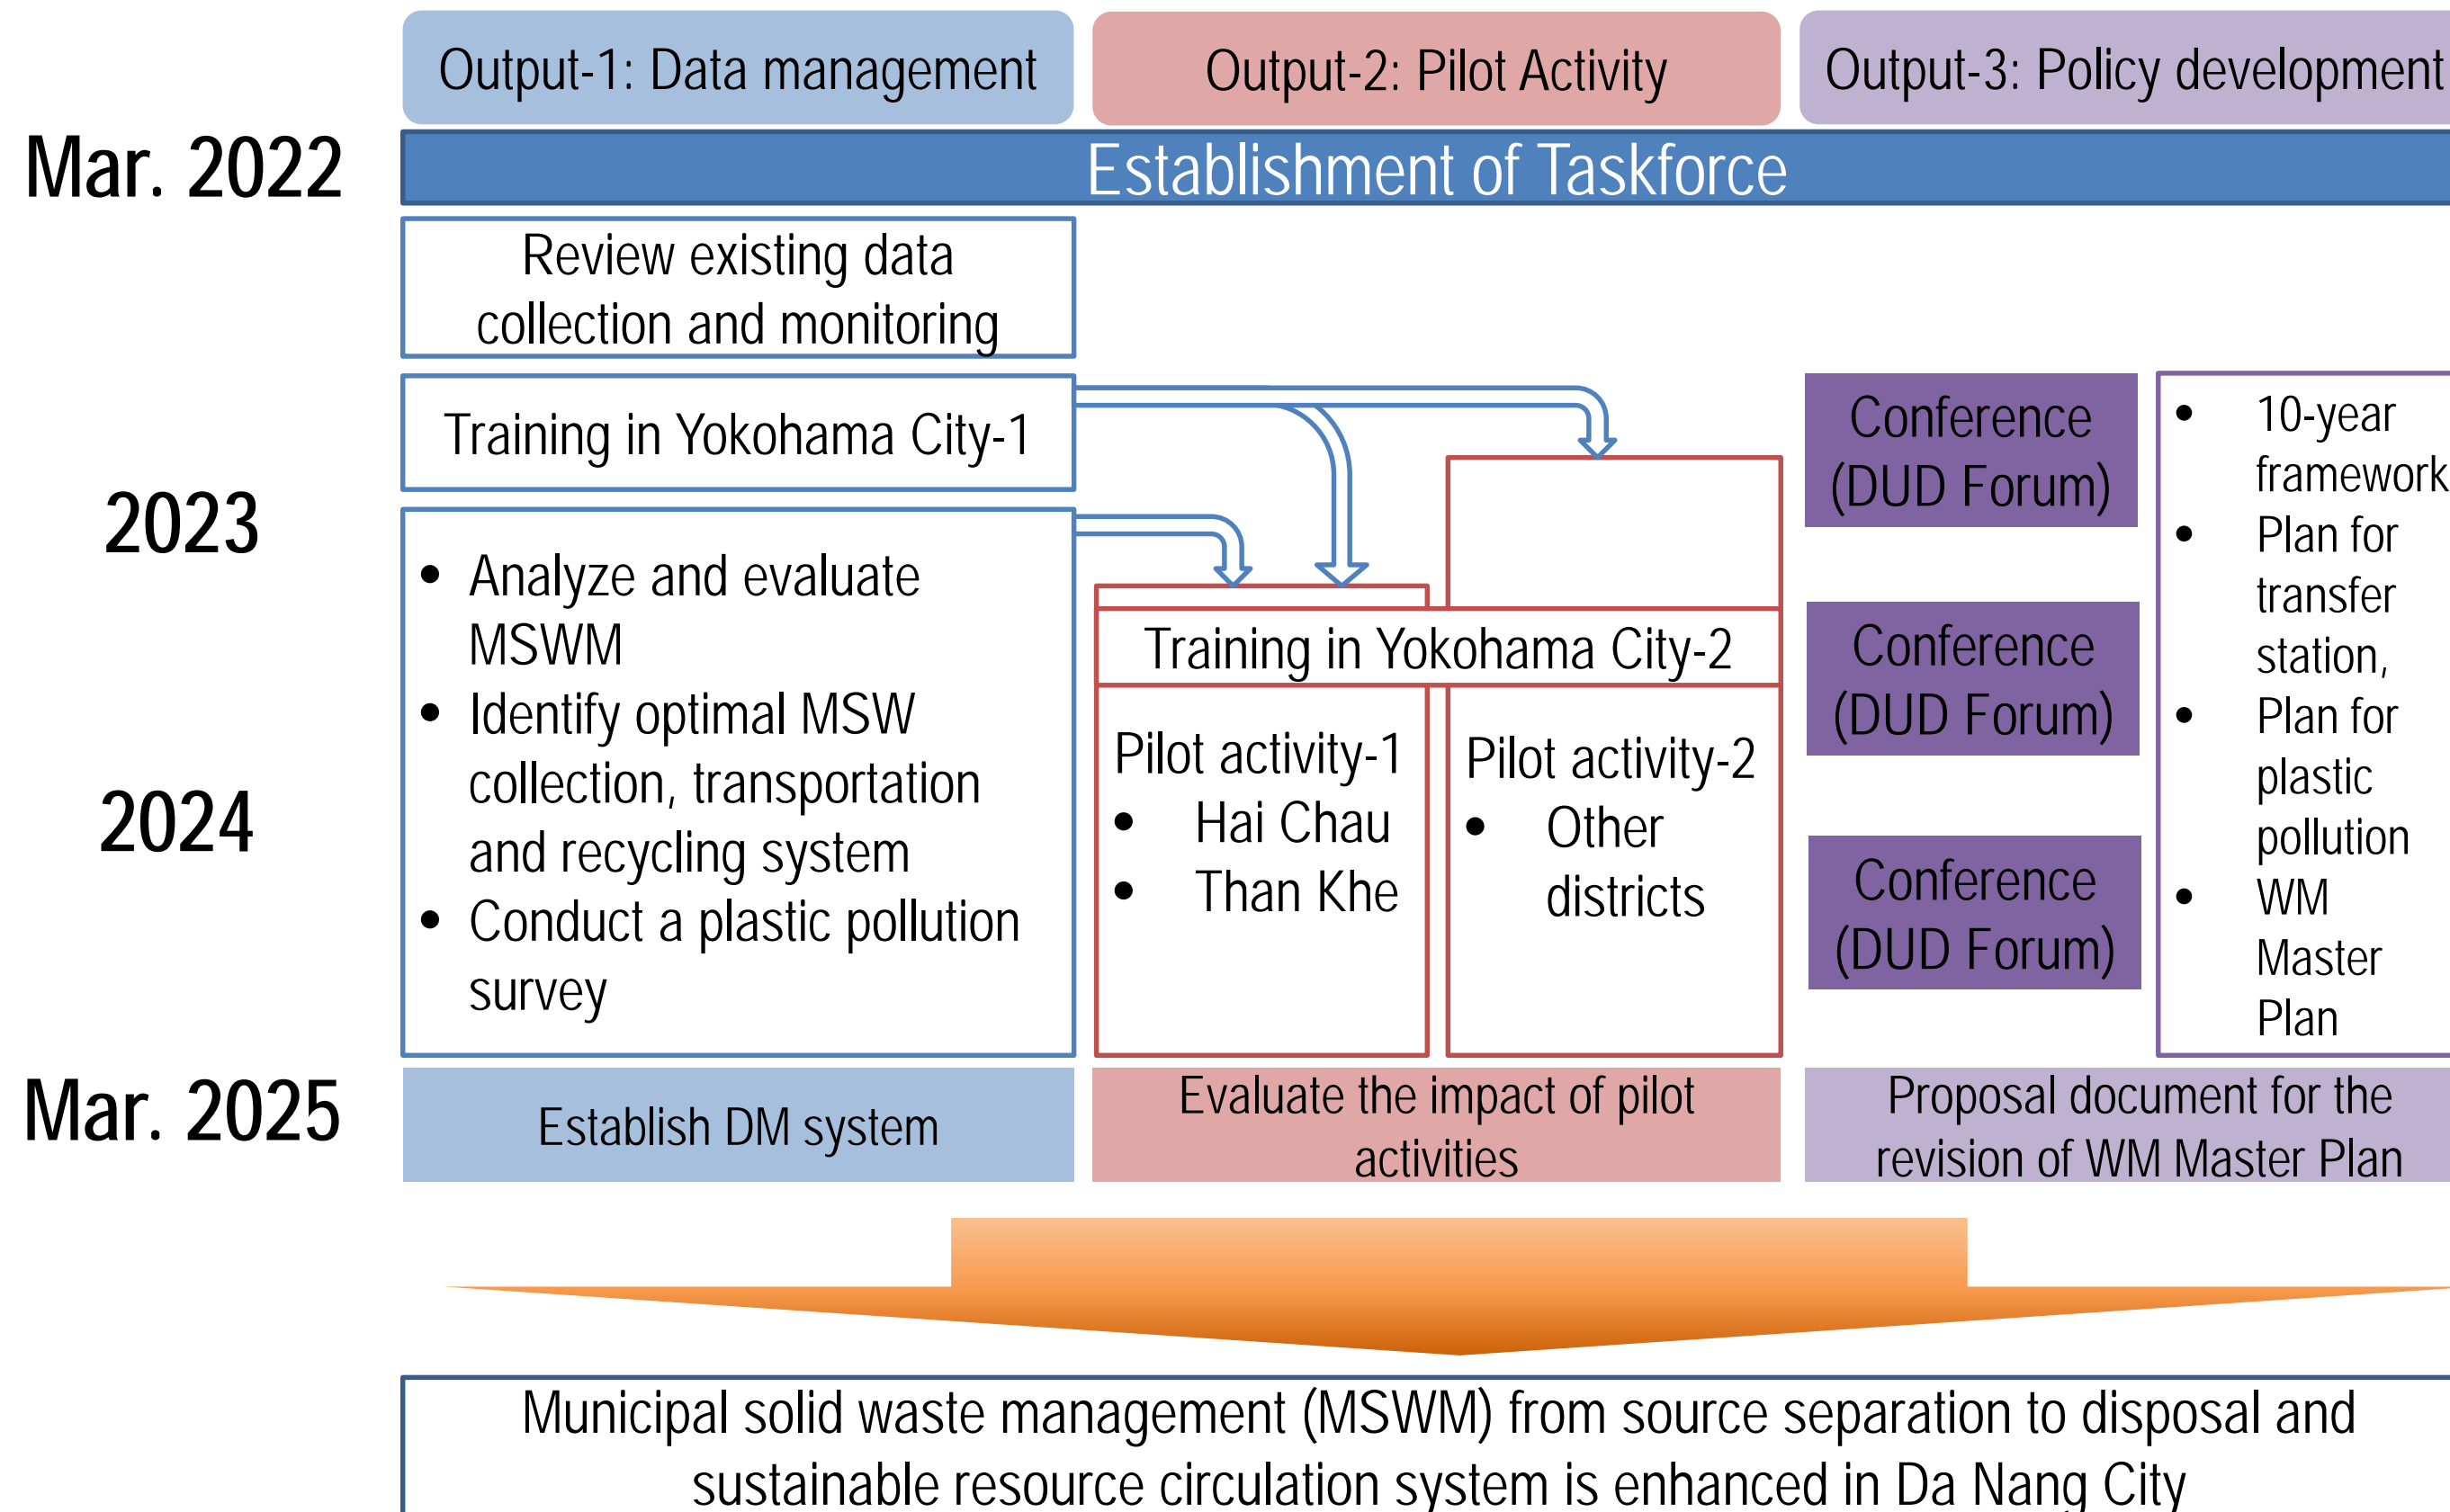 Output-1: Data management
Output-2: Pilot Activity
Output-3: Policy development
Mar. 2022
Establishment of Taskforce
Review existing data
collection and monitoring
Training in Yokohama City-1
2023
• Analyze and evaluate
MSWM
• Identify optimal MSW
collection, transportation
and recycling system
• Conduct a plastic pollution
survey
2024
Training in Yokohama City-2
Pilot activity-1
• Hai Chau
• Than Khe
Pilot activity-2
• Other
districts
Conference
(DUD Forum)
Conference
(DUD Forum)
Conference
(DUD Forum)
• 10-year
framework
• Plan for
transfer
station,
• Plan for
plastic
pollution
• WM
Master
Plan
Mar. 2025
Establish DM system
Evaluate the impact of pilot
activities
Proposal document for the
revision of WM Master Plan
Municipal solid waste management (MSWM) from source separation to disposal and
sustainable resource circulation system is enhanced in Da Nang City